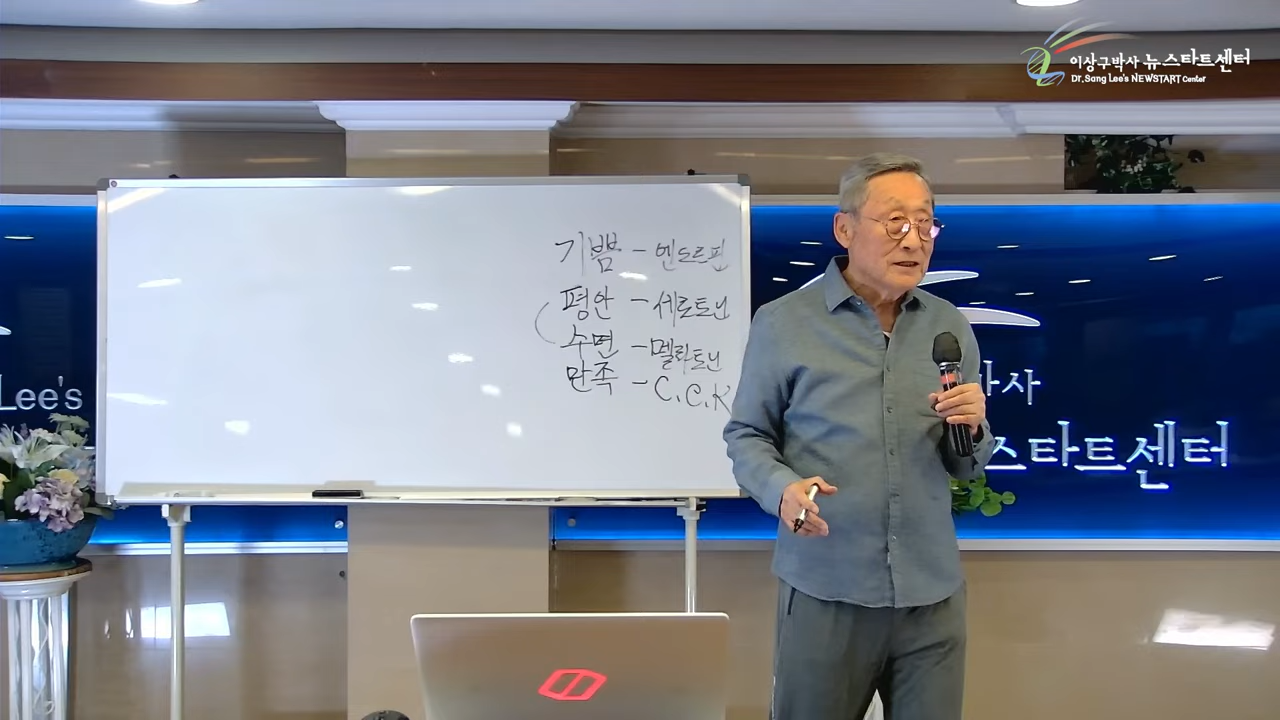 이상구박사 뉴스타트센터
Dr.Sang Lee's NEWSTART Center
기쁨 - 엔도르핀
평안 - 세로토닌
수면 - 멜라토닌
만족 - C.C.K
Lee's
박사
스타트센터